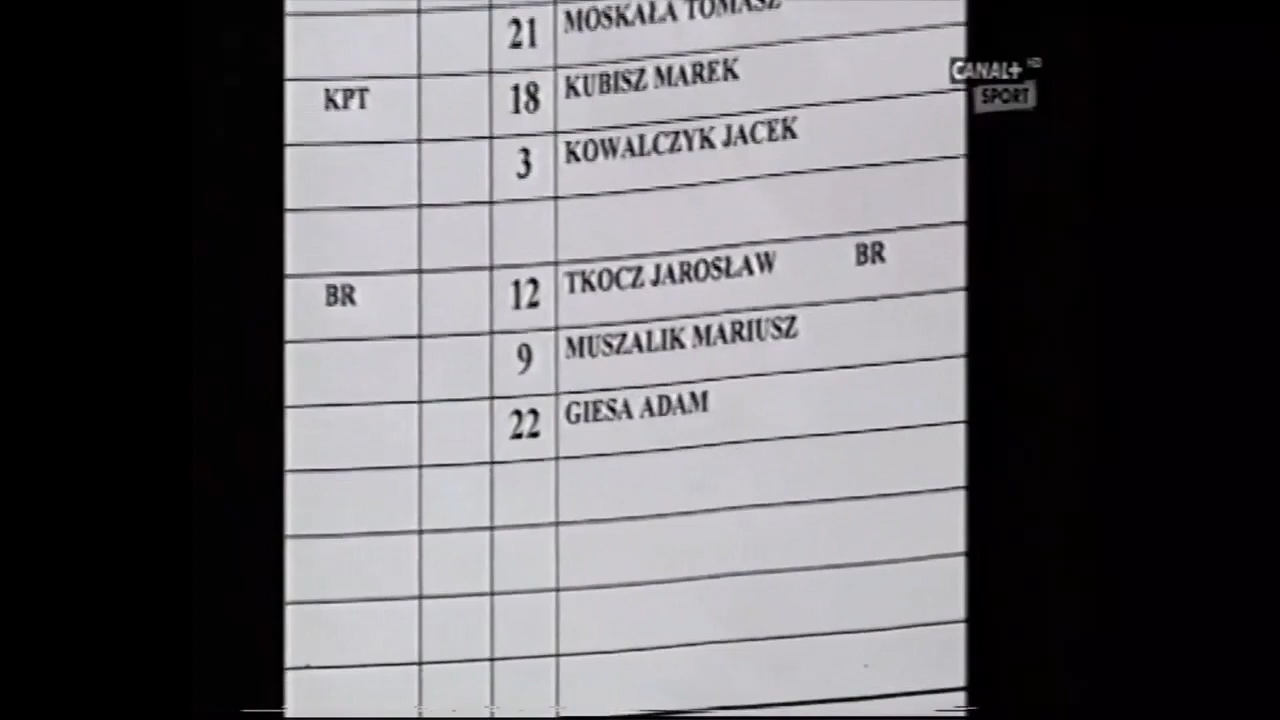 21 MOSKAŁA TOMASZ
KPT 18 KUBISZ MAREK
3 KOWALCZYK JACEK
BR 12 TKOCZ JAROSŁAW BR
9 MUSZALIK MARIUSZ
22 GIESA ADAM
CANAL+ HD
SPORT